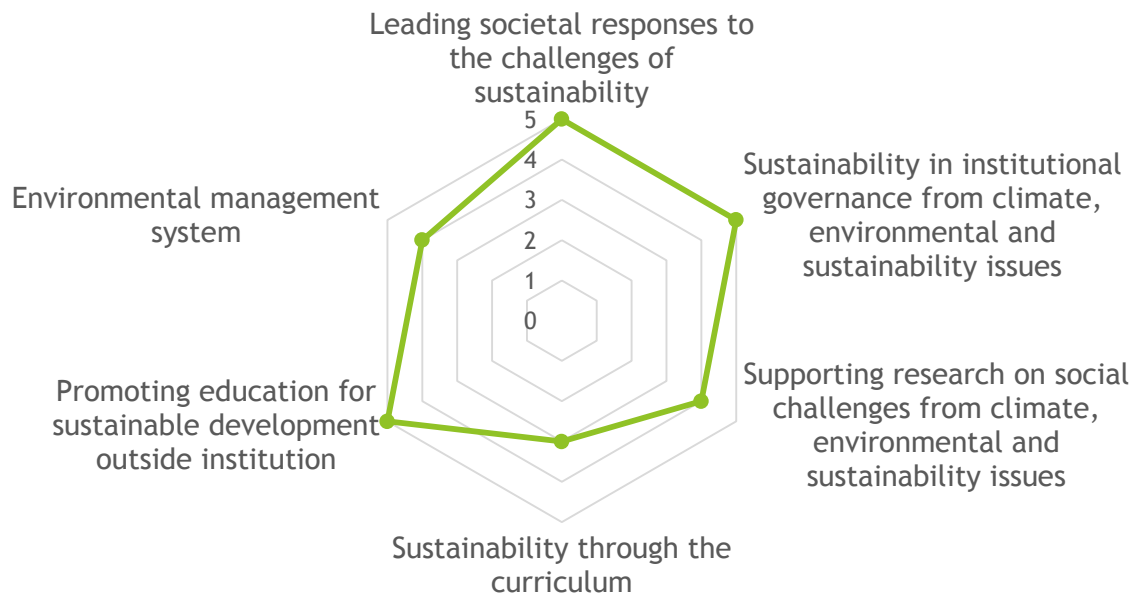 Leading societal responses to
the challenges of
sustainability
5
4
3
2
1
0
Sustainability in institutional
governance from climate,
environmental and
sustainability issues
Supporting research on social
challenges from climate,
environmental and
sustainability issues
Sustainability through the
curriculum
Promoting education for
sustainable development
outside institution
Environmental management
system